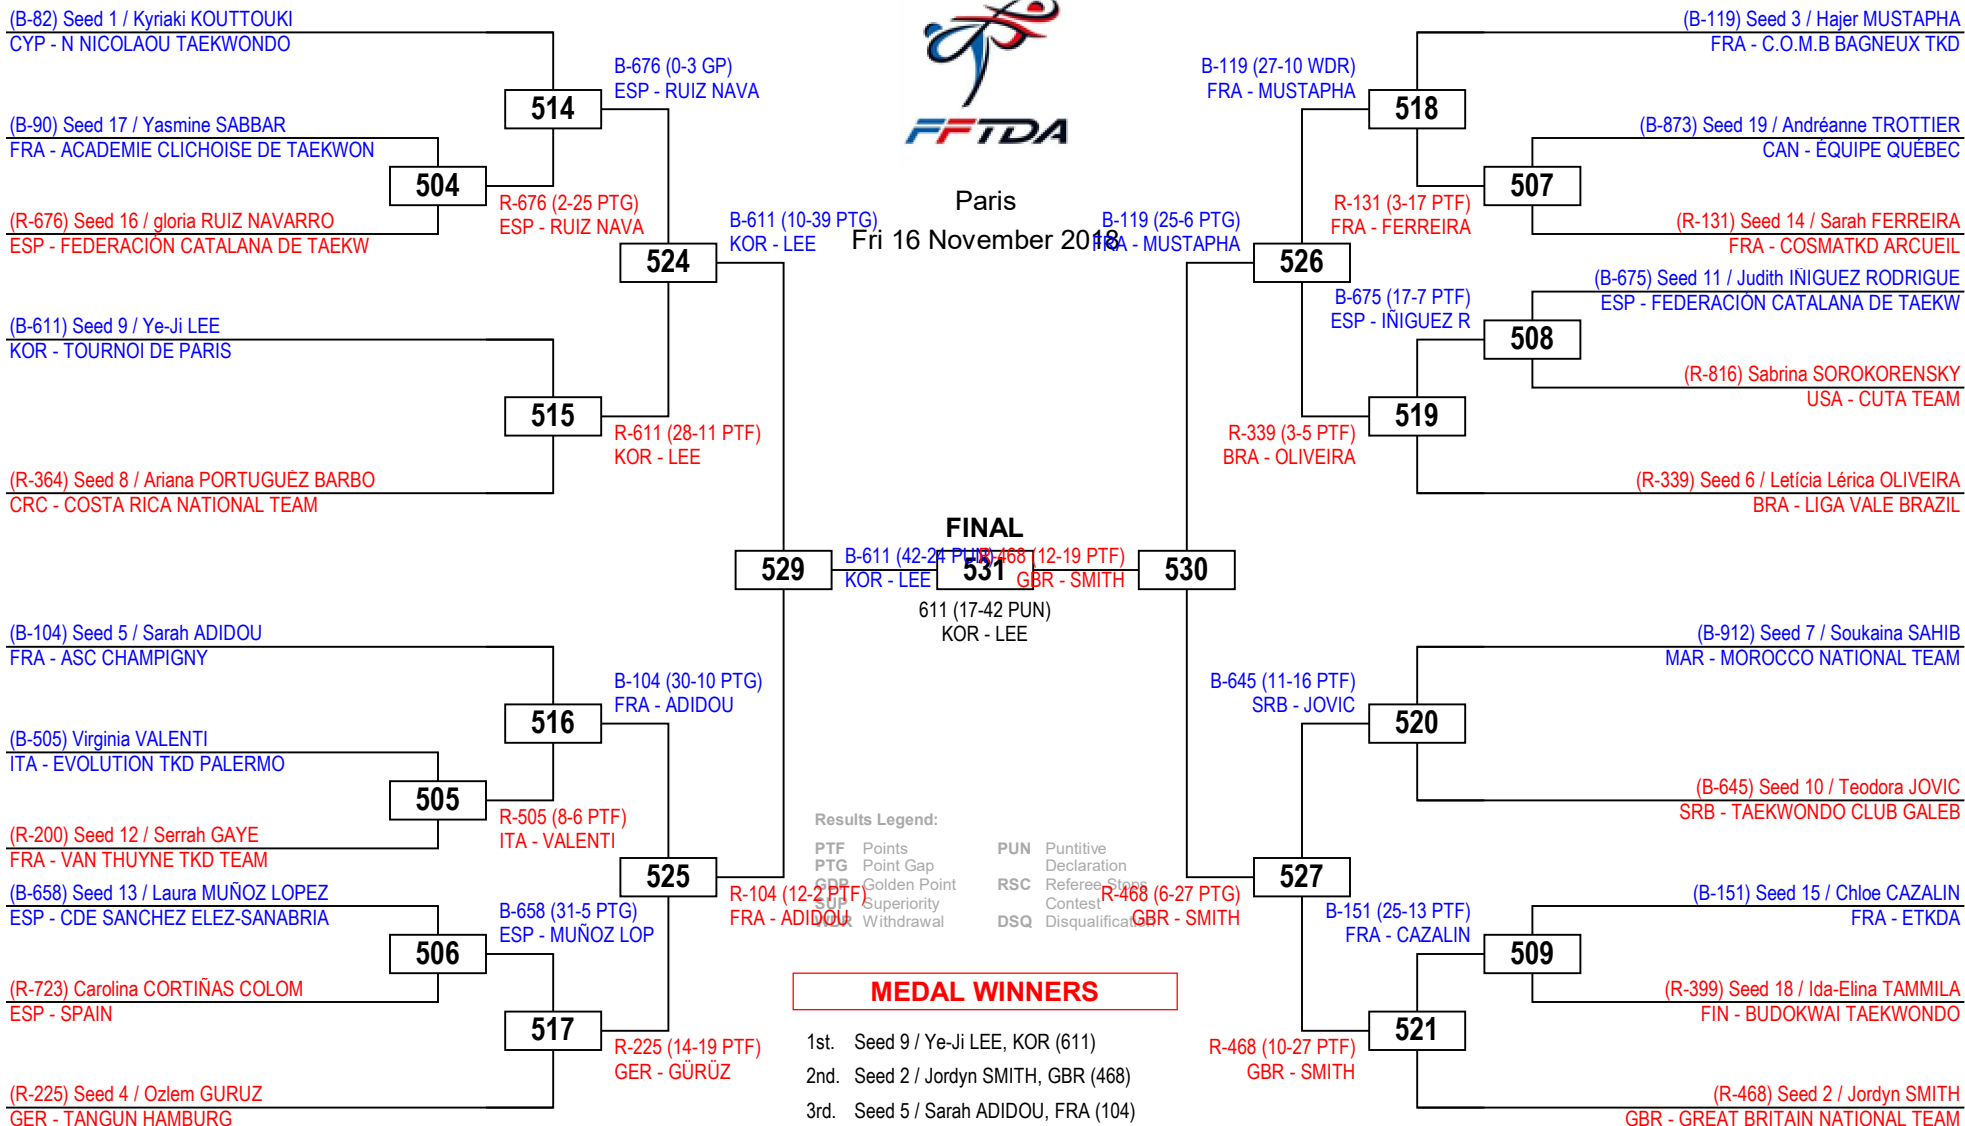 (B-82) Seed 1 / Kyriaki KOUTTOUKI
CYP - N NICOLAOU TAEKWONDO
(B-90) Seed 17 / Yasmine SABBAR
FRA - ACADEMIE CLICHOISE DE TAEKWON
(R-676) Seed 16 / gloria RUIZ NAVARRO
ESP - FEDERACIÓN CATALANA DE TAEKW
(B-611) Seed 9 / Ye-Ji LEE
KOR - TOURNOI DE PARIS
(R-364) Seed 8 / Ariana PORTUGUÉZ BARBO
CRC - COSTA RICA NATIONAL TEAM
(B-104) Seed 5 / Sarah ADIDOU
FRA - ASC CHAMPIGNY
(B-505) Virginia VALENTI
ITA - EVOLUTION TKD PALERMO
(R-200) Seed 12 / Serrah GAYE
FRA - VAN THUYNE TKD TEAM
(B-658) Seed 13 / Laura MUÑOZ LOPEZ
ESP - CDE SANCHEZ ELEZ-SANABRIA
(R-723) Carolina CORTIÑAS COLOM
ESP - SPAIN
(R-225) Seed 4 / Ozlem GURUZ
GER - TANGUN HAMBURG
504
R-676 (2-25 PTG)
ESP - RUIZ NAVA
505
R-505 (8-6 PTF)
ITA - VALENTI
506
B-658 (31-5 PTG)
ESP - MUÑOZ LOP
514
B-676 (0-3 GP)
ESP - RUIZ NAVA
515
R-611 (28-11 PTF)
KOR - LEE
516
B-104 (30-10 PTG)
FRA - ADIDOU
517
R-225 (14-19 PTF)
GER - GÜRÜZ
524
B-611 (10-39 PTG)
KOR - LEE
525
R-104 (12-2 PTF)
FRA - ADIDOU
529
B-611 (42-24 PUN)
KOR - LEE
FFTDA
Paris
Fri 16 November 2018
FINAL
531
611 (17-42 PUN)
KOR - LEE
R-468 (12-19 PTF)
GBR - SMITH
530
B-119 (25-6 PTG)
FRA - MUSTAPHA
526
R-468 (6-27 PTG)
GBR - SMITH
527
B-119 (27-10 WDR)
FRA - MUSTAPHA
518
R-339 (3-5 PTF)
BRA - OLIVEIRA
519
B-645 (11-16 PTF)
SRB - JOVIC
520
R-468 (10-27 PTF)
GBR - SMITH
521
R-131 (3-17 PTF)
FRA - FERREIRA
507
B-675 (17-7 PTF)
ESP - IÑIGUEZ R
508
B-151 (25-13 PTF)
FRA - CAZALIN
509
(B-119) Seed 3 / Hajer MUSTAPHA
FRA - C.O.M.B BAGNEUX TKD
(B-873) Seed 19 / Andréanne TROTTIER
CAN - ÉQUIPE QUÉBEC
(R-131) Seed 14 / Sarah FERREIRA
FRA - COSMATKD ARCUEIL
(B-675) Seed 11 / Judith IÑIGUEZ RODRIGUE
ESP - FEDERACIÓN CATALANA DE TAEKW
(R-816) Sabrina SOROKORENSKY
USA - CUTA TEAM
(R-339) Seed 6 / Letícia Lérica OLIVEIRA
BRA - LIGA VALE BRAZIL
(B-912) Seed 7 / Soukaina SAHIB
MAR - MOROCCO NATIONAL TEAM
(B-645) Seed 10 / Teodora JOVIC
SRB - TAEKWONDO CLUB GALEB
(B-151) Seed 15 / Chloe CAZALIN
FRA - ETKDA
(R-399) Seed 18 / Ida-Elina TAMMILA
FIN - BUDOKWAI TAEKWONDO
(R-468) Seed 2 / Jordyn SMITH
GBR - GREAT BRITAIN NATIONAL TEAM
Results Legend:
PTF Points
PTG Point Gap
GDP Golden Point
SUP Superiority
WDR Withdrawal
PUN Puntitive
Declaration
RSC Referee Stops
Contest
DSQ Disqualification
MEDAL WINNERS
1st. Seed 9 / Ye-Ji LEE, KOR (611)
2nd. Seed 2 / Jordyn SMITH, GBR (468)
3rd. Seed 5 / Sarah ADIDOU, FRA (104)